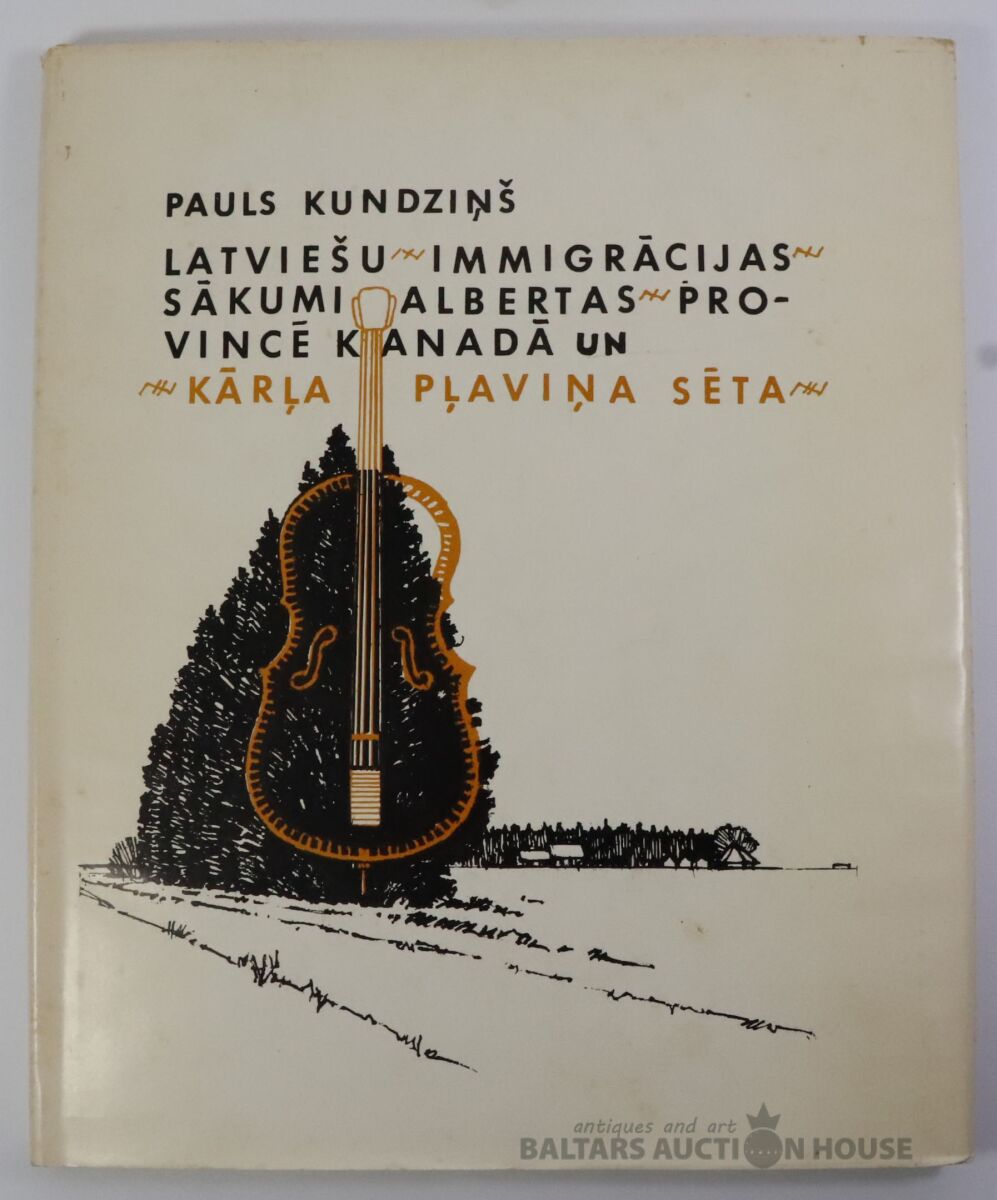 PAULS KUNDZIŅŠ
LATVIEŠU IMMIGRĀCIJAS
SĀKUMI ALBERTAS PRO-
VINCĒ KANADĀ UN
KĀRĻA PĻAVIŅA SĒTA
antiques and art
BALTARS AUCTION HOUSE